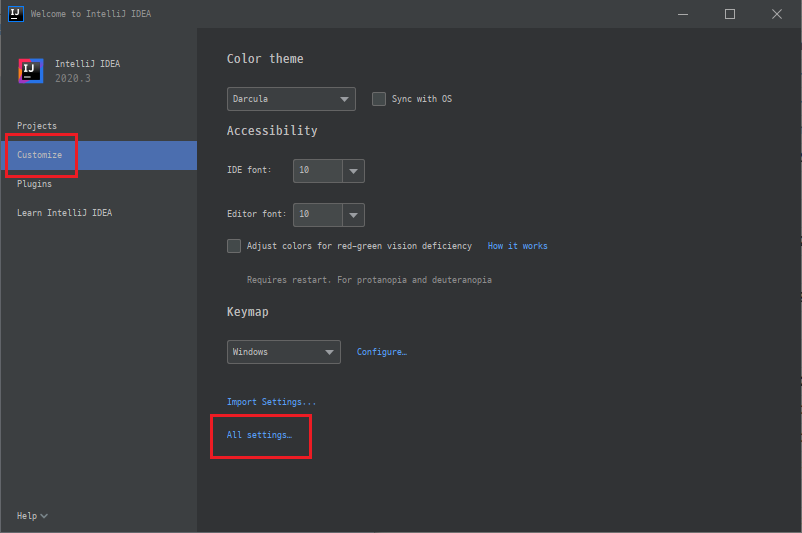 IJ Welcome to IntelliJ IDEA
IJ
IntelliJ IDEA
2020.3
Projects
Customize
Plugins
Learn IntelliJ IDEA
Help
Color theme
Darcula
Sync with OS
Accessibility
IDE font: 10
Editor font: 10
Adjust colors for red-green vision deficiency How it works
Requires restart. For protanopia and deuteranopia
Keymap
Windows
Configure…
Import Settings...
All settings…